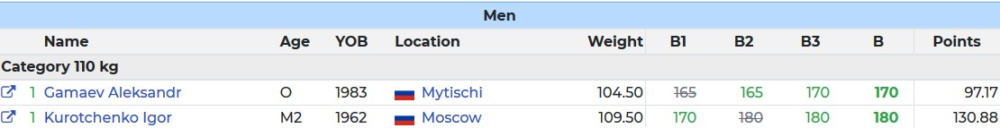 Men
Name Age YOB Location Weight B1 B2 B3 B Points
Category 110 kg
1 Gamaev Aleksandr O 1983 Mytischi 104.50 165 165 170 170 97.17
1 Kurotchenko Igor M2 1962 Moscow 109.50 170 180 180 180 130.88